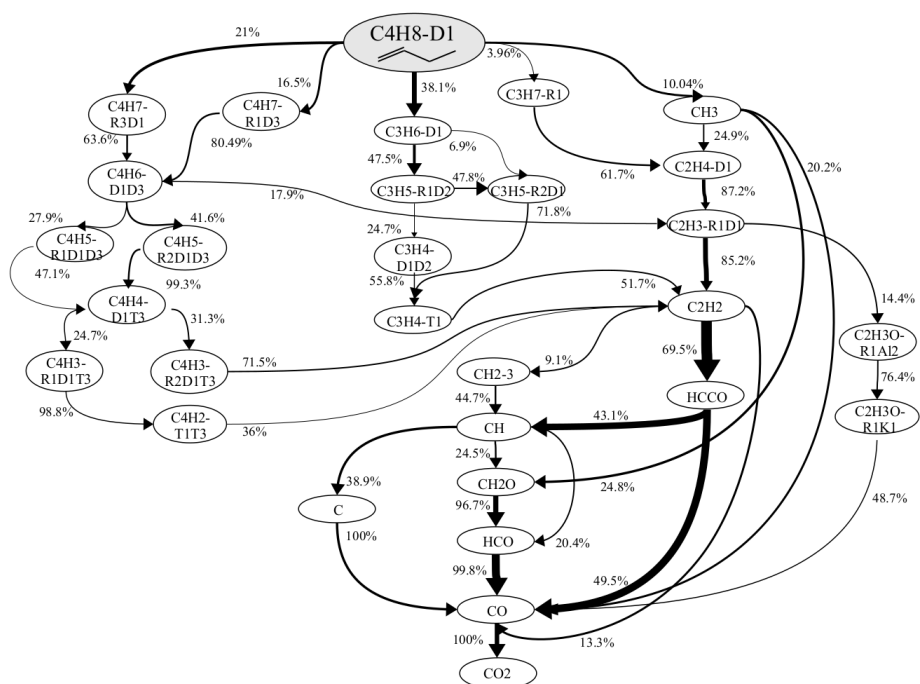 C4H8-D1
21%
3.96%
16.5%
38.1%
10.04%
C4H7-
R3D1
C4H7-
R1D3
C3H7-R1
CH3
63.6%
80.49%
C3H6-D1
24.9%
47.5%
6.9%
61.7%
C2H4-D1
20.2%
C4H6-
D1D3
C3H5-R1D2
47.8%
C3H5-R2D1
87.2%
17.9%
27.9%
41.6%
71.8%
C2H3-R1D1
C4H5-
R1D1D3
C4H5-
R2D1D3
24.7%
C3H4-
D1D2
85.2%
47.1%
99.3%
55.8%
51.7%
14.4%
C4H4-
D1T3
C3H4-T1
C2H2
24.7%
31.3%
C2H3O-
R1Al2
C4H3-
R1D1T3
C4H3-
R2D1T3
71.5%
9.1%
69.5%
CH2-3
76.4%
98.8%
44.7%
HCCO
C4H2-
T1T3
36%
43.1%
C2H3O-
R1K1
CH
38.9%
24.5%
CH2O
24.8%
C
96.7%
48.7%
100%
HCO
20.4%
99.8%
49.5%
CO
100%
13.3%
CO2